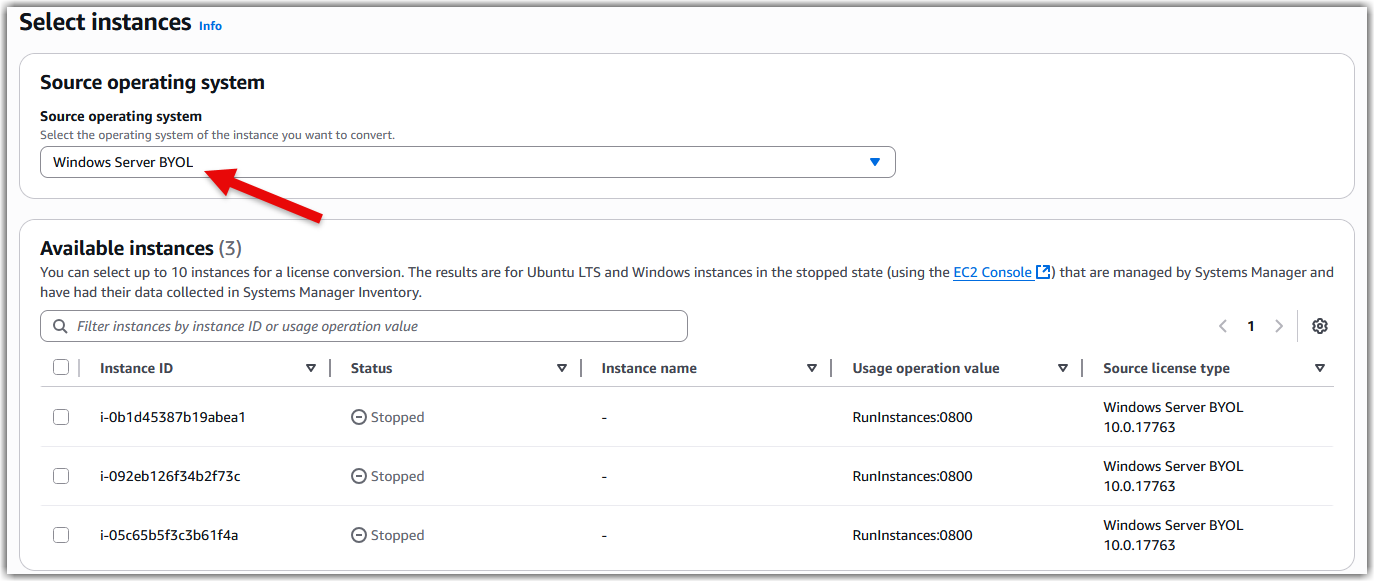 Select instances Info
Source operating system
Source operating system
Select the operating system of the instance you want to convert.
Windows Server BYOL
Available instances (3)
You can select up to 10 instances for a license conversion. The results are for Ubuntu LTS and Windows instances in the stopped state (using the EC2 Console) that are managed by Systems Manager and
have had their data collected in Systems Manager Inventory.
Filter instances by instance ID or usage operation value
1
Instance ID Status Instance name Usage operation value Source license type
i-0b1d45387b19abea1 Stopped - RunInstances:0800 Windows Server BYOL
10.0.17763
i-092eb126f34b2f73c Stopped - RunInstances:0800 Windows Server BYOL
10.0.17763
i-05c65b5f3c3b61f4a Stopped - RunInstances:0800 Windows Server BYOL
10.0.17763